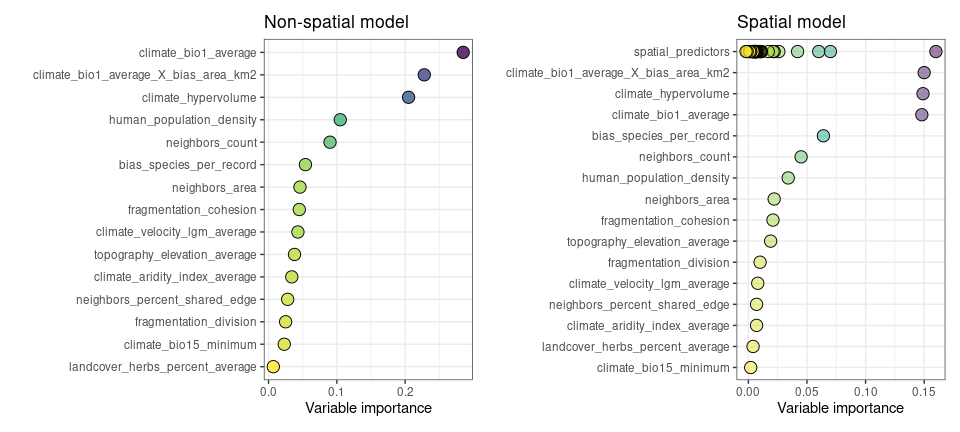 Non-spatial model
climate_bio1_average
climate_bio1_average_X_bias_area_km2
climate_hypervolume
human_population_density
neighbors_count
bias_species_per_record
neighbors_area
fragmentation_cohesion
climate_velocity_lgm_average
topography_elevation_average
climate_aridity_index_average
neighbors_percent_shared_edge
fragmentation_division
climate_bio15_minimum
landcover_herbs_percent_average
0.0 0.1 0.2
Variable importance
Spatial model
spatial_predictors
climate_bio1_average_X_bias_area_km2
climate_hypervolume
climate_bio1_average
bias_species_per_record
neighbors_count
human_population_density
neighbors_area
fragmentation_cohesion
topography_elevation_average
fragmentation_division
climate_velocity_lgm_average
neighbors_percent_shared_edge
climate_aridity_index_average
landcover_herbs_percent_average
climate_bio15_minimum
0.00 0.05 0.10 0.15
Variable importance